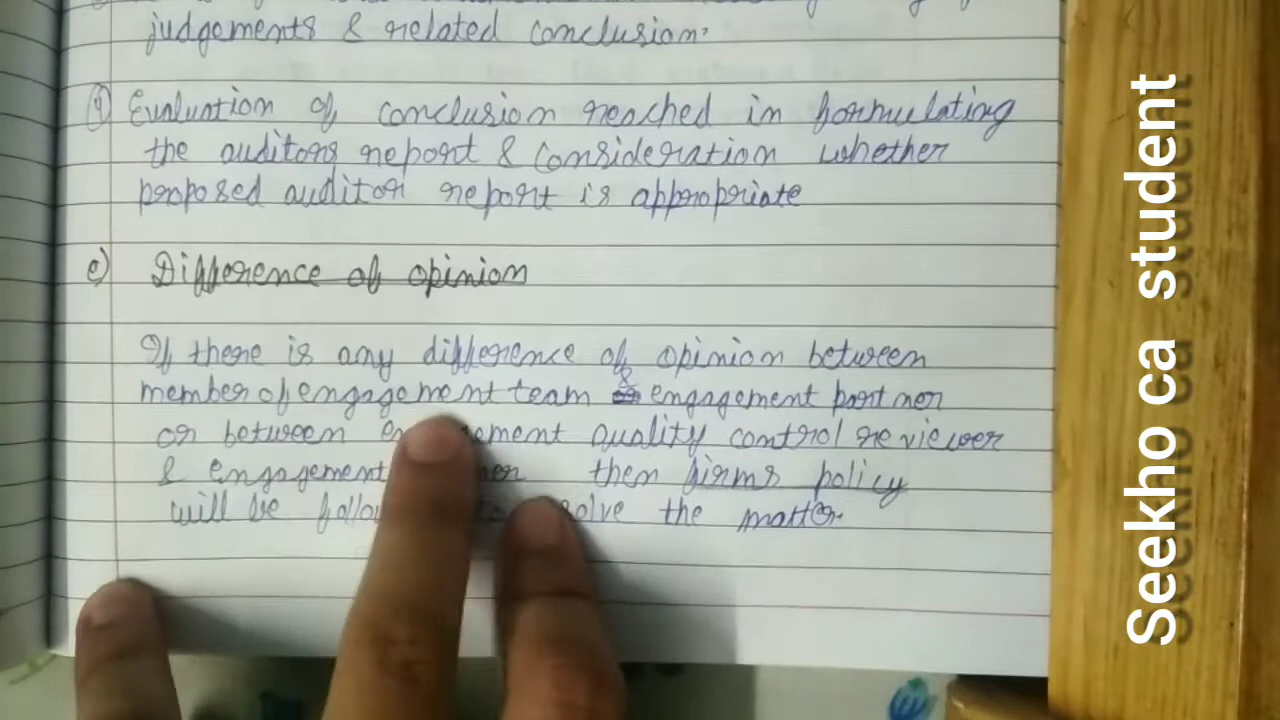 judgements & related conclusion.
Evaluation of conclusion reached in formulating
the auditors report & consideration whether
proposed auditor report is appropriate
e) Difference of opinion
If there is any difference of opinion between
member of engagement team & engagement partner
or between engagement quality control reviewer
& engagement then firms policy
will be the matter.
Seekho ca student